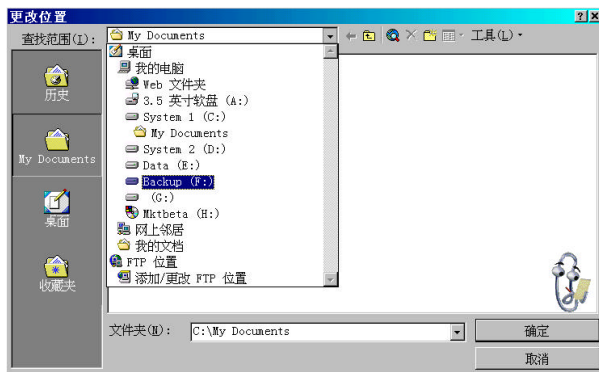 更改位置
查找范围(I):
My Documents
工具(L)
桌面
我的电脑
Web 文件夹
3.5 英寸软盘 (A:)
System 1 (C:)
My Documents
System 2 (D:)
Data (E:)
Backup (F:)
(G:)
Mktbeta (H:)
网上邻居
我的文档
FTP 位置
添加/更改 FTP 位置
历史
My Documents
桌面
收藏夹
文件夹(N):
C:\My Documents
确定
取消